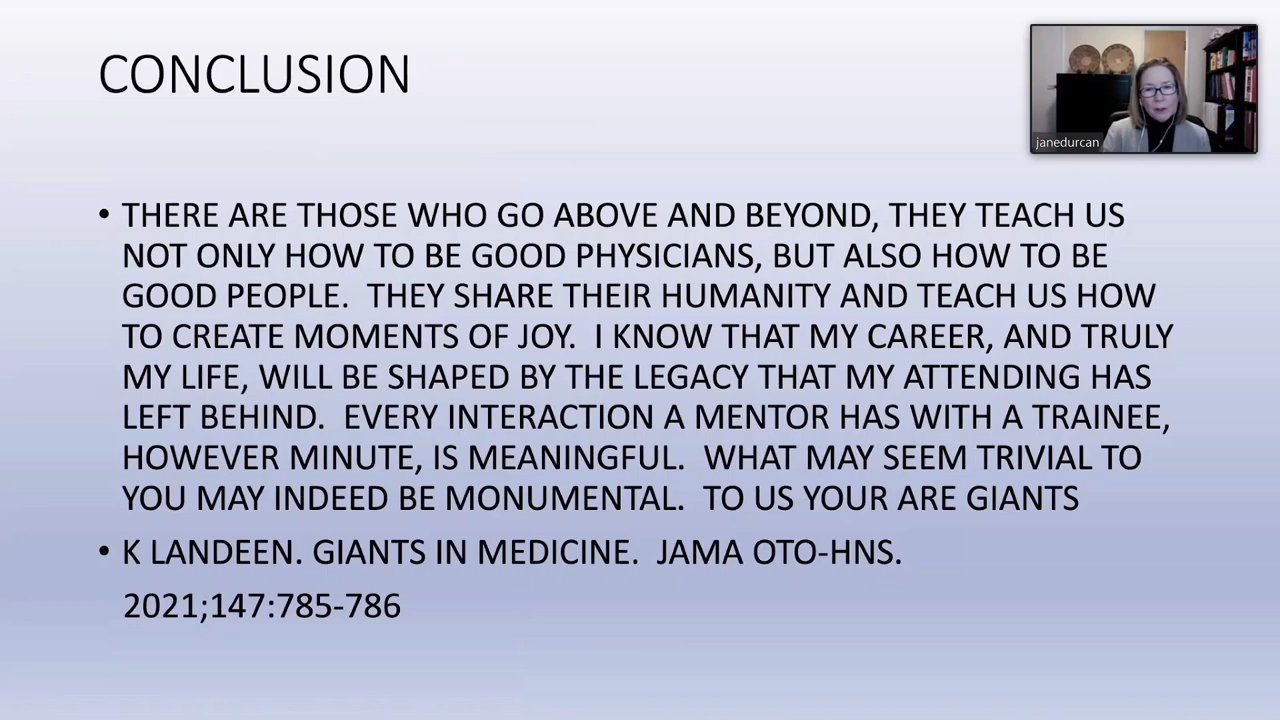 CONCLUSION
janedurcan
• THERE ARE THOSE WHO GO ABOVE AND BEYOND, THEY TEACH US
NOT ONLY HOW TO BE GOOD PHYSICIANS, BUT ALSO HOW TO BE
GOOD PEOPLE.  THEY SHARE THEIR HUMANITY AND TEACH US HOW
TO CREATE MOMENTS OF JOY.  I KNOW THAT MY CAREER, AND TRULY
MY LIFE, WILL BE SHAPED BY THE LEGACY THAT MY ATTENDING HAS
LEFT BEHIND.  EVERY INTERACTION A MENTOR HAS WITH A TRAINEE,
HOWEVER MINUTE, IS MEANINGFUL.  WHAT MAY SEEM TRIVIAL TO
YOU MAY INDEED BE MONUMENTAL.  TO US YOUR ARE GIANTS
• K LANDEEN. GIANTS IN MEDICINE.  JAMA OTO-HNS.
2021;147:785-786